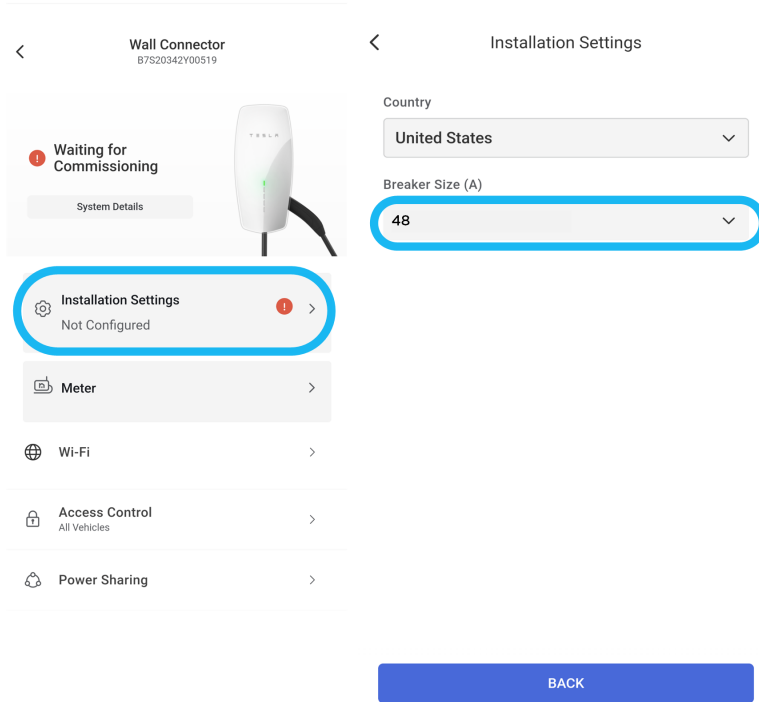 Wall Connector
B7S20342Y00519
Waiting for
Commissioning
TESLA
System Details
Installation Settings
Not Configured
Meter
Wi-Fi
Access Control
All Vehicles
Power Sharing
Installation Settings
Country
United States
Breaker Size (A)
48
BACK